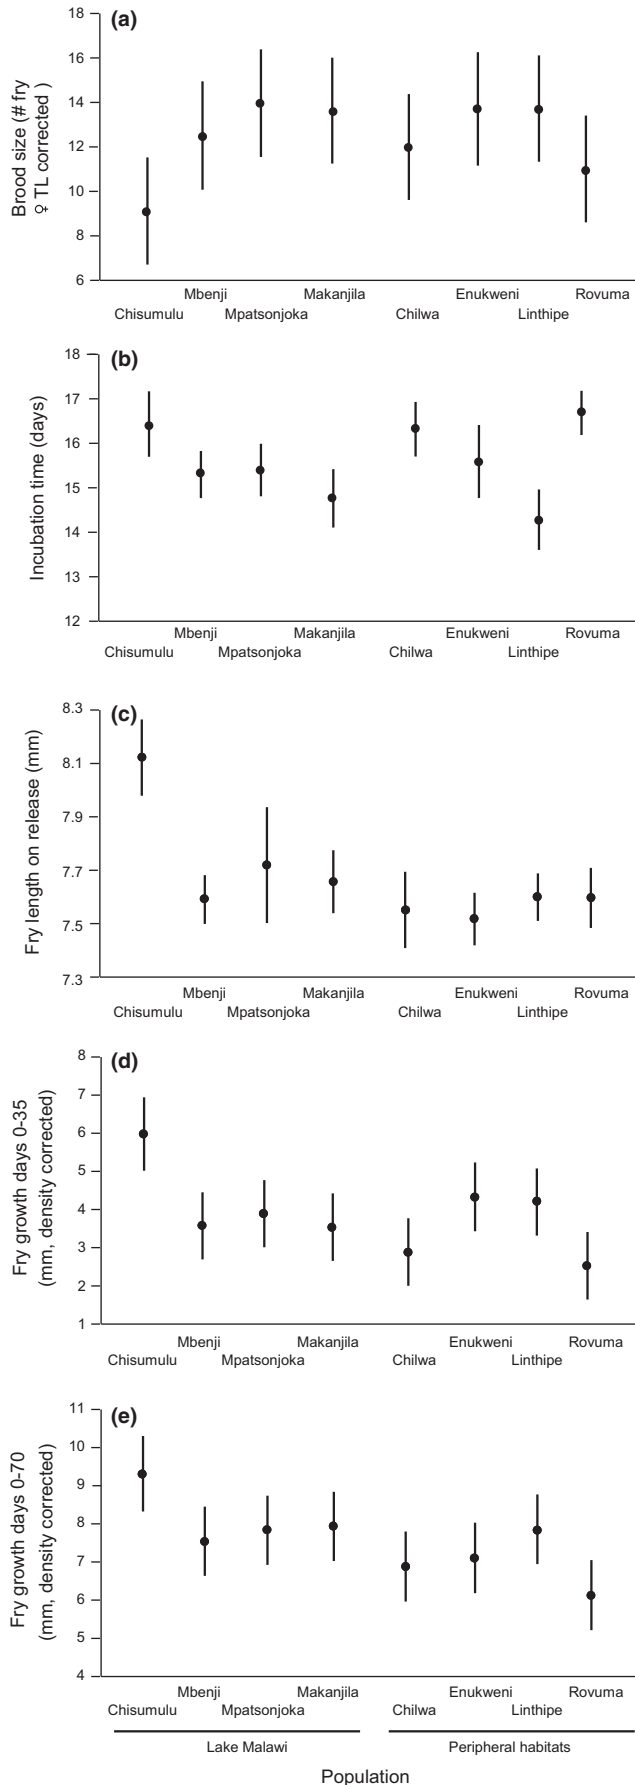 (a)
Brood size (# fry
♀ TL corrected )
18
16
14
12
10
8
6
Mbenji Makanjila Enukweni Rovuma
Chisumulu Mpatsonjoka Chilwa Linthipe
(b)
Incubation time (days)
18
17
16
15
14
13
12
Mbenji Makanjila Enukweni Rovuma
Chisumulu Mpatsonjoka Chilwa Linthipe
(c)
Fry length on release (mm)
8.3
8.1
7.9
7.7
7.5
7.3
Mbenji Makanjila Enukweni Rovuma
Chisumulu Mpatsonjoka Chilwa Linthipe
(d)
Fry growth days 0-35
(mm, density corrected)
8
7
6
5
4
3
2
1
Mbenji Makanjila Enukweni Rovuma
Chisumulu Mpatsonjoka Chilwa Linthipe
(e)
Fry growth days 0-70
(mm, density corrected)
11
10
9
8
7
6
5
4
Mbenji Makanjila Enukweni Rovuma
Chisumulu Mpatsonjoka Chilwa Linthipe
Lake Malawi Peripheral habitats
Population